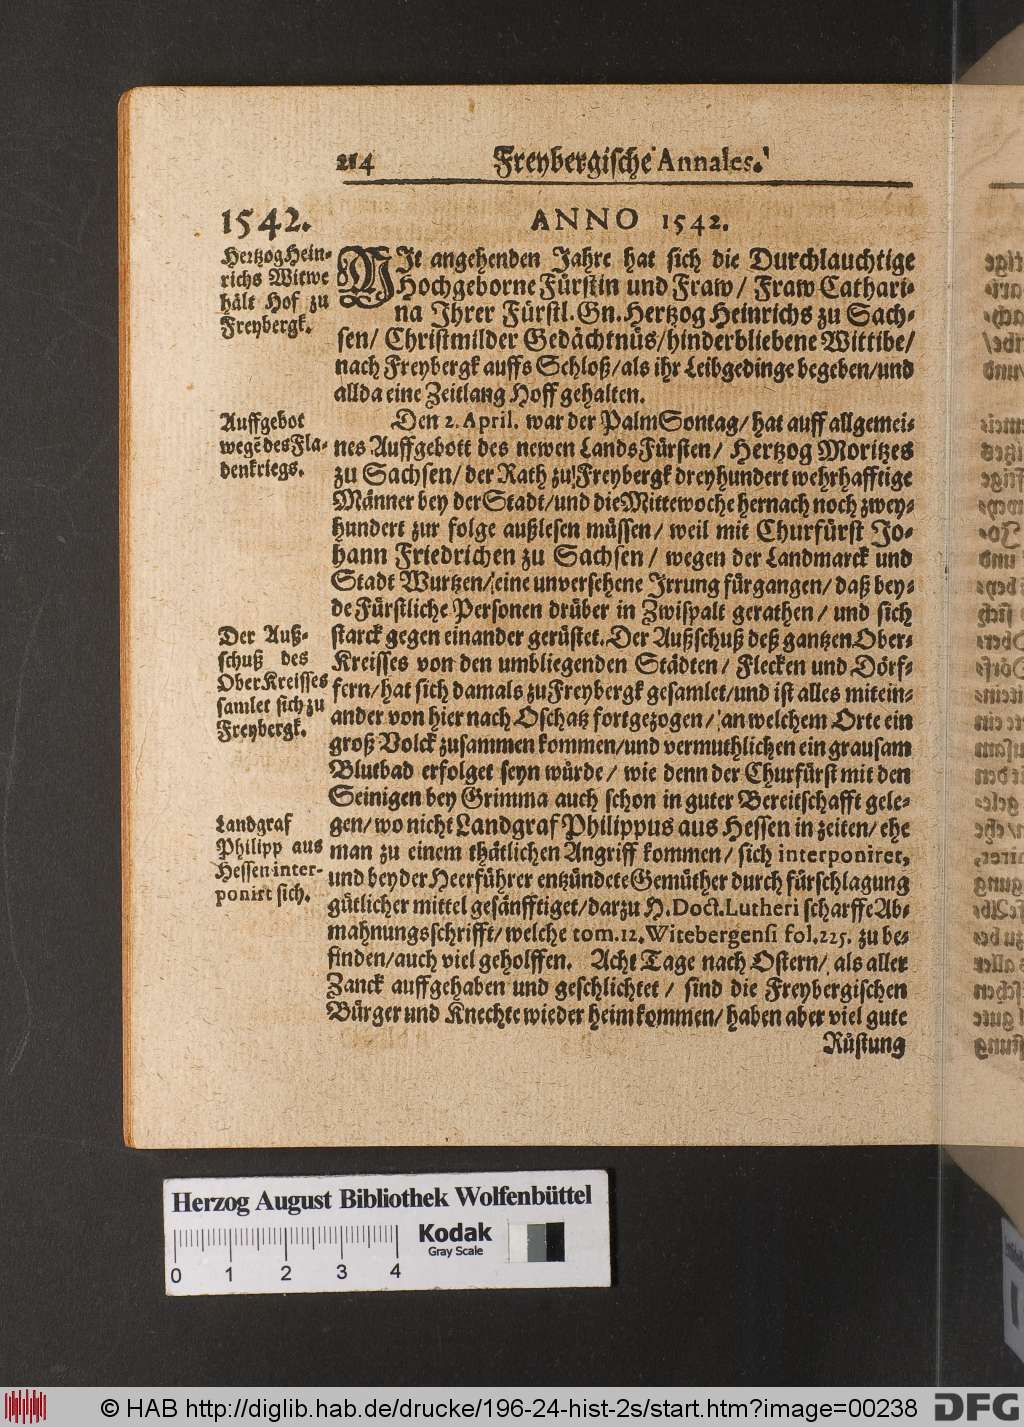 214 Freybergische Annales.
1542.
ANNO 1542.
Hertzog Hein-
richs Witwe
hält Hof zu
Freybergk.
MIt angehenden Jahre hat sich die Durchlauchtige
Hochgeborne Fürstin und Fraw / Fraw Cathari-
na Ihrer Fürstl. Gn. Hertzog Heinrichs zu Sach-
sen / Christmilder Gedächtnüs / hinderbliebene Wittibe /
nach Freybergk auffs Schloß / als ihr Leibgedinge begeben / und
allda eine Zeitlang Hoff gehalten.
Auffgebot
wegē des Fla-
denkriegs.
Den 2. April. war der PalmSontag / hat auff allgemei-
nes Auffgebott des newen LandsFürsten / Hertzog Moritzes
zu Sachsen / der Rath zu Freybergk dreyhundert wehrhafftige
Männer bey der Stadt / und die Mittewoche hernach noch zwey-
hundert zur folge außlesen müssen / weil mit Churfürst Jo-
hann Friedrichen zu Sachsen / wegen der Landmarck und
Stadt Wurtzen / eine unversehene Irrung fürgangen / daß bey-
de Fürstliche Personen drüber in Zwispalt gerathen / und sich
Der Auß-
schuß des
OberKreisses
samlet sich zu
Freybergk.
starck gegen einander gerüstet. Der Außschuß deß gantzen Ober-
Kreisses von den umbliegenden Städten / Flecken und Dörf-
fern / hat sich damals zu Freybergk gesamlet / und ist alles mitein-
ander von hier nach Oschatz fortgezogen / an welchem Orte ein
groß Volck zusammen kommen / und vermuthlichen ein grausam
Blutbad erfolget seyn würde / wie denn der Churfürst mit den
Seinigen bey Grimma auch schon in guter Bereitschafft gele-
Landgraf
Philipp aus
Hessen inter-
ponirt sich.
gen / wo nicht Landgraf Philippus aus Hessen in zeiten / ehe
man zu einem thätlichen Angriff kommen / sich interponiret,
und beyder Heerführer entzündete Gemüther durch fürschlagung
gütlicher mittel gesänfftiget / darzu H. Doct. Lutheri scharffe Ab-
mahnungsschrifft / welche tom. 12. Witebergensi fol. 225. zu be-
finden / auch viel geholffen. Acht Tage nach Ostern / als aller
Zanck auffgehaben und geschlichtet / sind die Freybergischen
Bürger und Knechte wieder heim kommen / haben aber viel gute
Rüstung
Herzog August Bibliothek Wolfenbüttel
Kodak
Gray Scale
0 1 2 3 4
© HAB http://diglib.hab.de/drucke/196-24-hist-2s/start.htm?image=00238
DFG